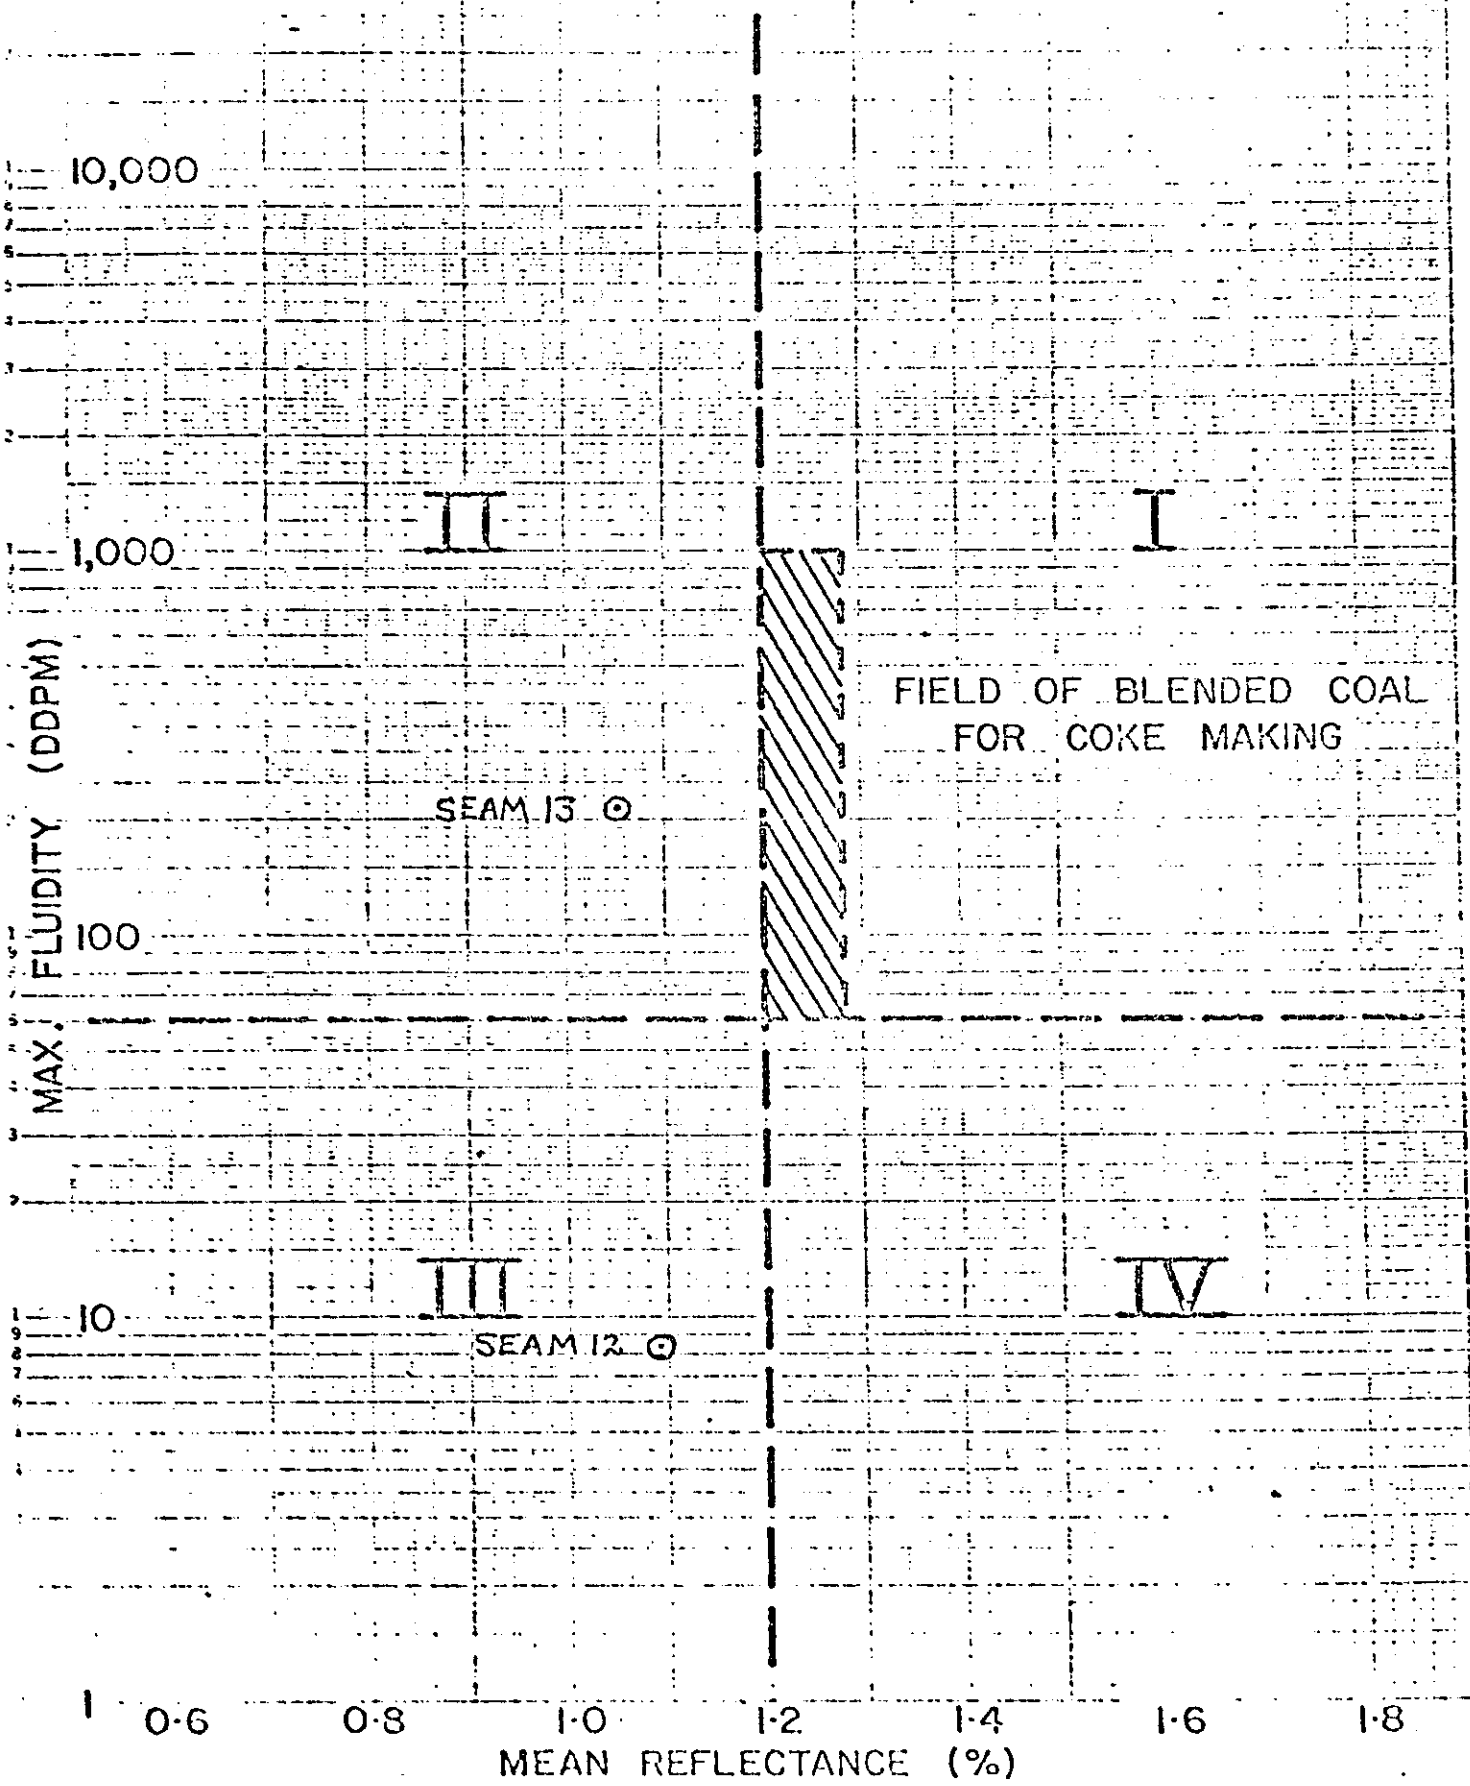 10,000
II
I
1,000
FIELD OF BLENDED COAL
FOR COKE MAKING
SEAM 13
MAX. FLUIDITY (DDPM)
100
III
IV
10
SEAM 12
1
0.6 0.8 1.0 1.2 1.4 1.6 1.8
MEAN REFLECTANCE (%)